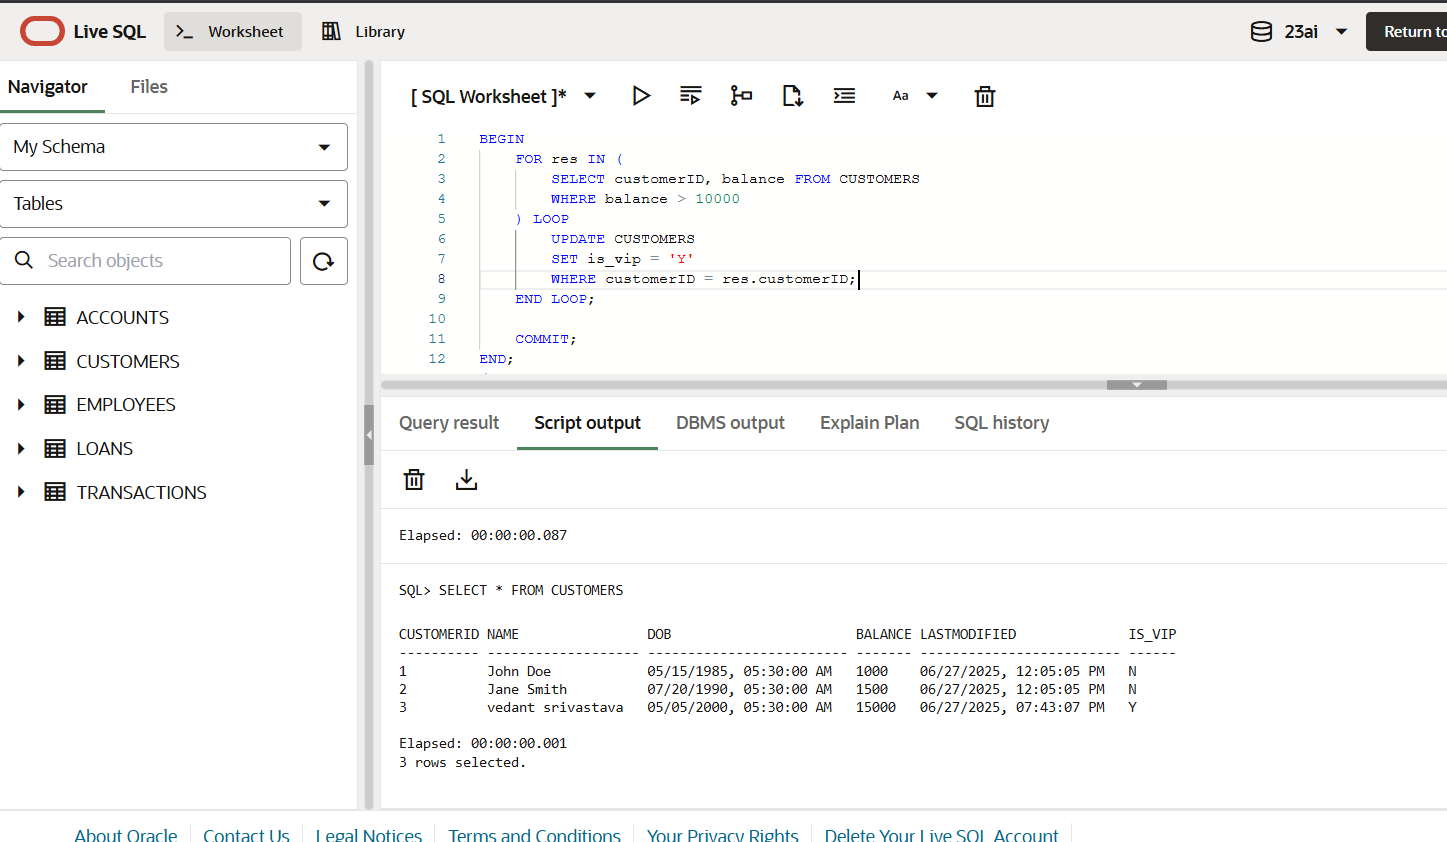 Live SQL
Worksheet
Library
23ai
Return to
Navigator
Files
My Schema
Tables
Search objects
ACCOUNTS
CUSTOMERS
EMPLOYEES
LOANS
TRANSACTIONS
[ SQL Worksheet ]*
Aa
1 BEGIN
2 FOR res IN (
3 SELECT customerID, balance FROM CUSTOMERS
4 WHERE balance > 10000
5 ) LOOP
6 UPDATE CUSTOMERS
7 SET is_vip = 'Y'
8 WHERE customerID = res.customerID;
9 END LOOP;
10
11 COMMIT;
12 END;
Query result
Script output
DBMS output
Explain Plan
SQL history
Elapsed: 00:00:00.087
SQL> SELECT * FROM CUSTOMERS
CUSTOMERID NAME DOB BALANCE LASTMODIFIED IS_VIP
---------- ------------------- ------------------------- ------- ------------------------- ------
1 John Doe 05/15/1985, 05:30:00 AM 1000 06/27/2025, 12:05:05 PM N
2 Jane Smith 07/20/1990, 05:30:00 AM 1500 06/27/2025, 12:05:05 PM N
3 vedant srivastava 05/05/2000, 05:30:00 AM 15000 06/27/2025, 07:43:07 PM Y
Elapsed: 00:00:00.001
3 rows selected.
About Oracle
Contact Us
Legal Notices
Terms and Conditions
Your Privacy Rights
Delete Your Live SQL Account